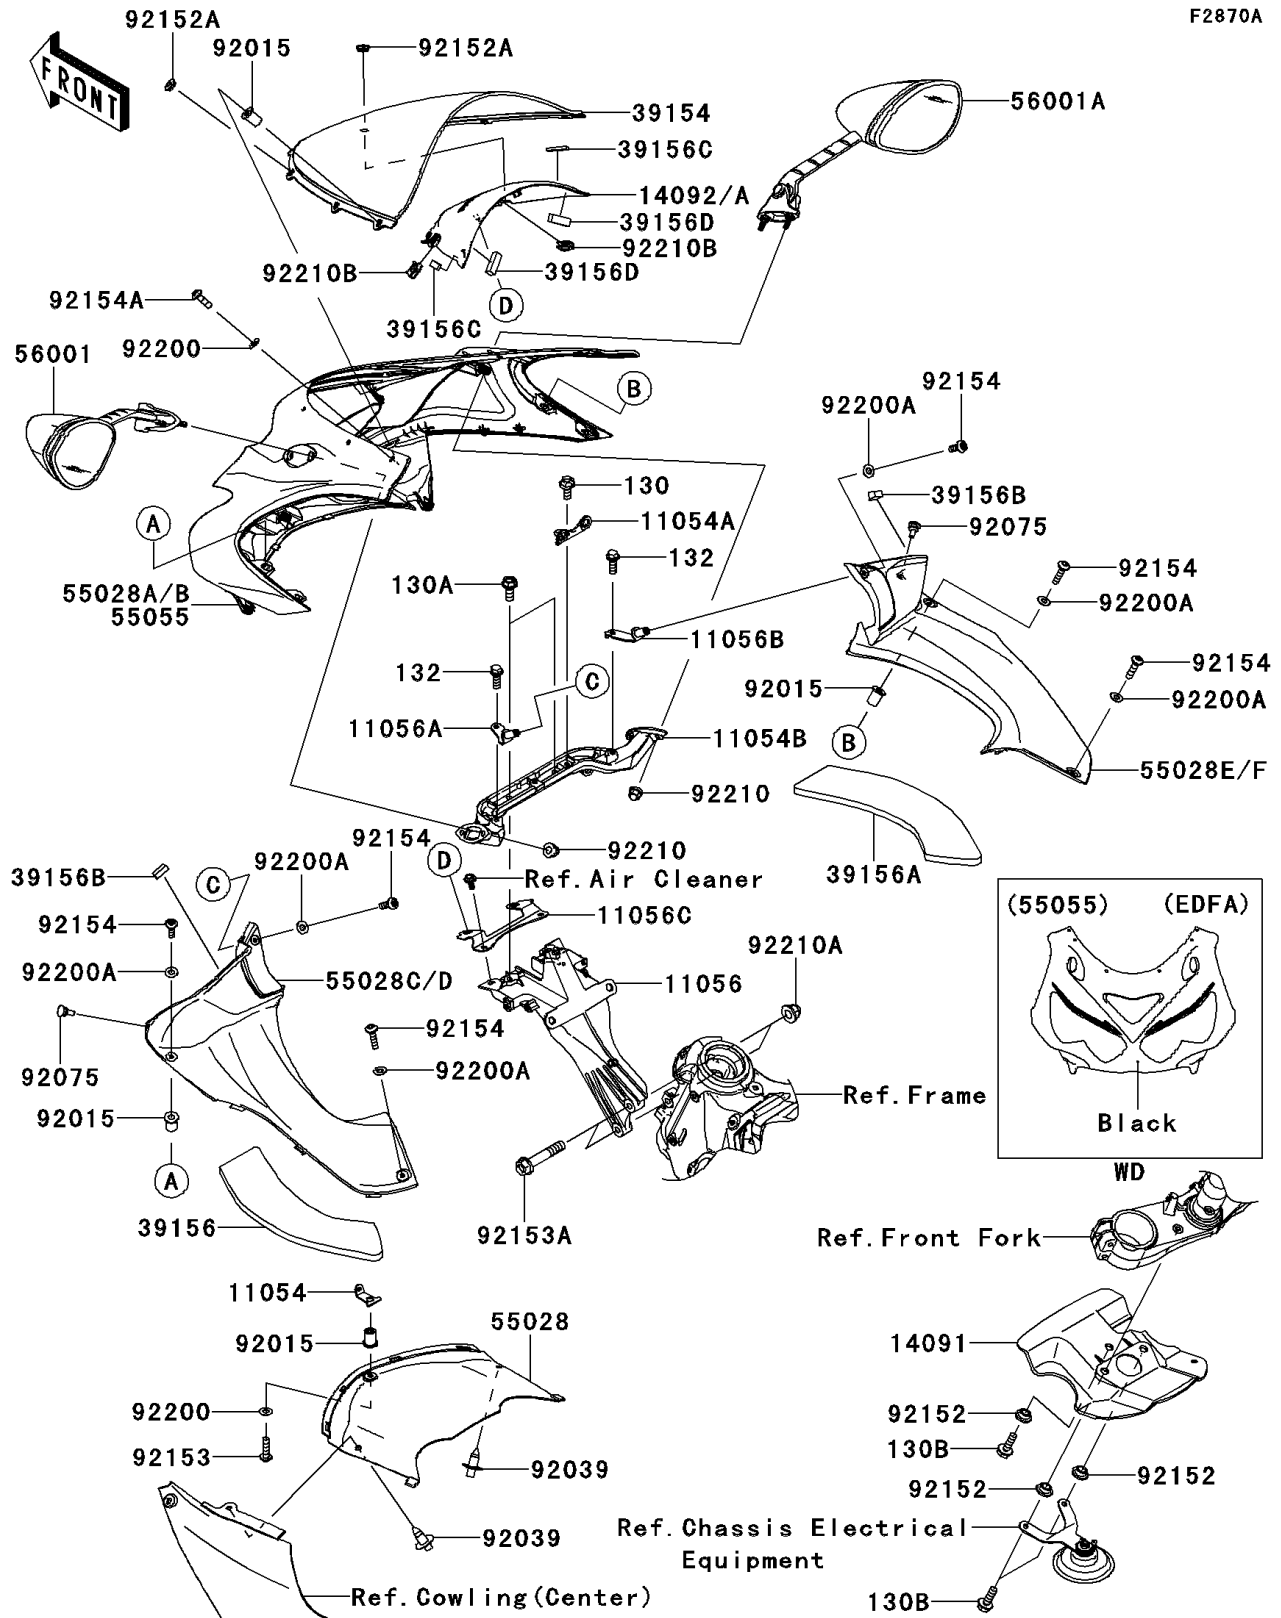 F2870A
92152A
92015
92152A
FRONT
39154
56001A
39156C
14092/A
39156D
92210B
92210B
39156D
92154A
D
39156C
92200
56001
B
92154
92200A
130
39156B
A
11054A
92075
132
130A
92154
55028A/B
55055
92200A
11056B
132
92154
C
92015
92200A
11056A
11054B
B
55028E/F
92210
92154
92210
39156A
92200A
D
39156B
C
Ref.Air Cleaner
(55055)
(EDFA)
92154
11056C
92210A
92200A
55028C/D
11056
92154
92075
92200A
Ref.Frame
92015
Black
A
WD
39156
92153A
Ref.Front Fork
11054
55028
92015
14091
92200
92152
130B
92153
92039
92152
92152
Ref.Chassis Electrical
Equipment
92039
Ref.Cowling(Center)
130B